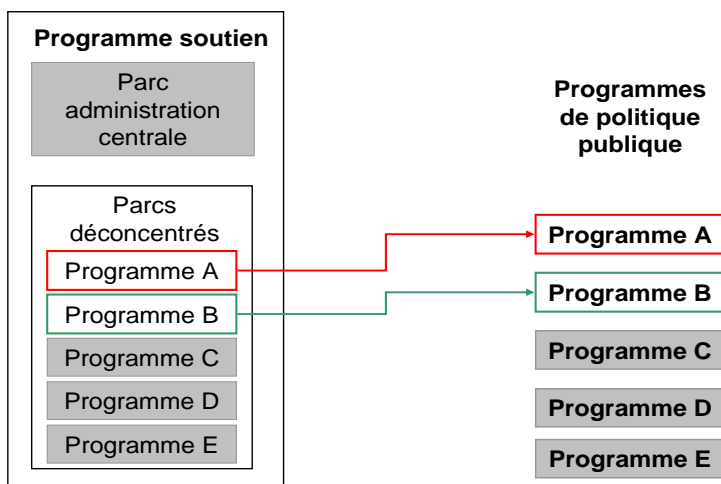 Programme soutien
Parc
administration
centrale
Parcs
déconcentrés
Programme A
Programme B
Programme C
Programme D
Programme E
Programmes
de politique
publique
Programme A
Programme B
Programme C
Programme D
Programme E